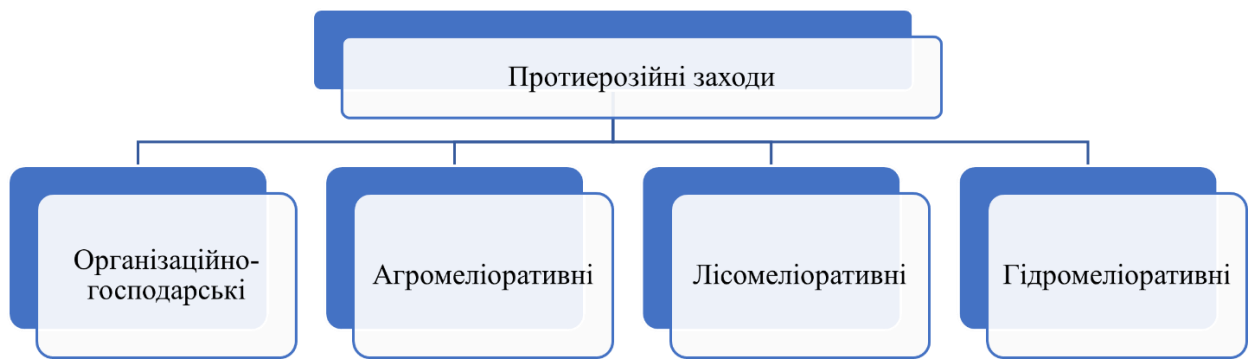 Протиерозійні заходи
Організаційно-
господарські
Агромеліоративні
Лісомеліоративні
Гідромеліоративні